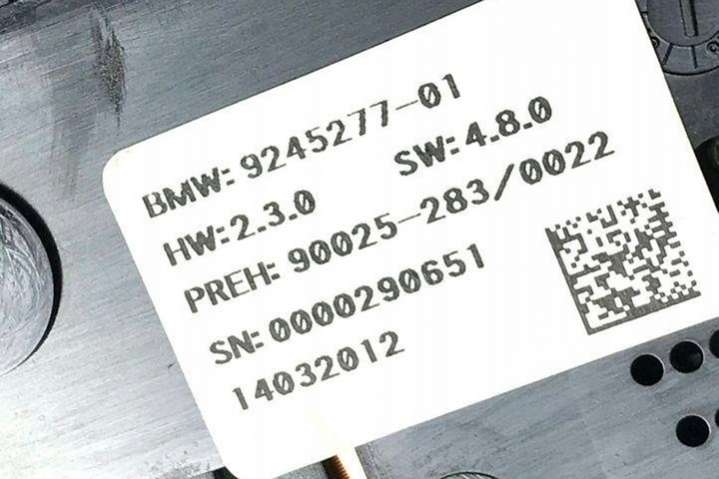 BMW: 9245277-01
HW: 2.3.0 SW: 4.8.0
PREH: 90025-283/0022
SN: 0000290651
14032012